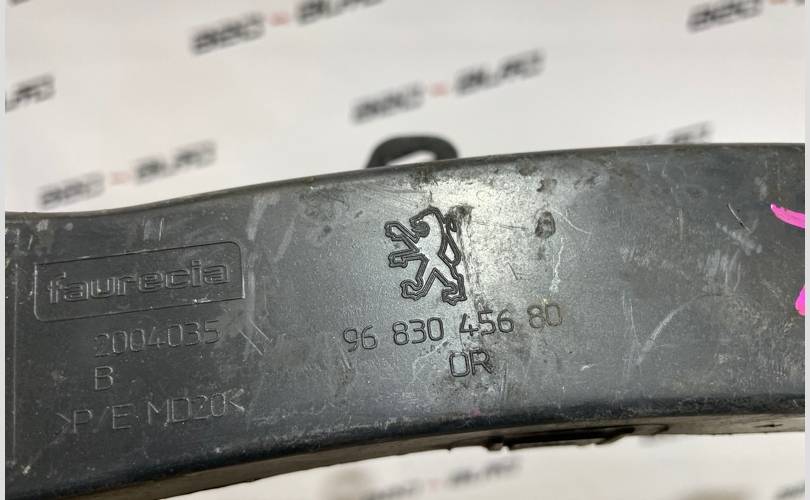 faurecia
2004035
B
>P/E MD20<
96 830 456 80
OR